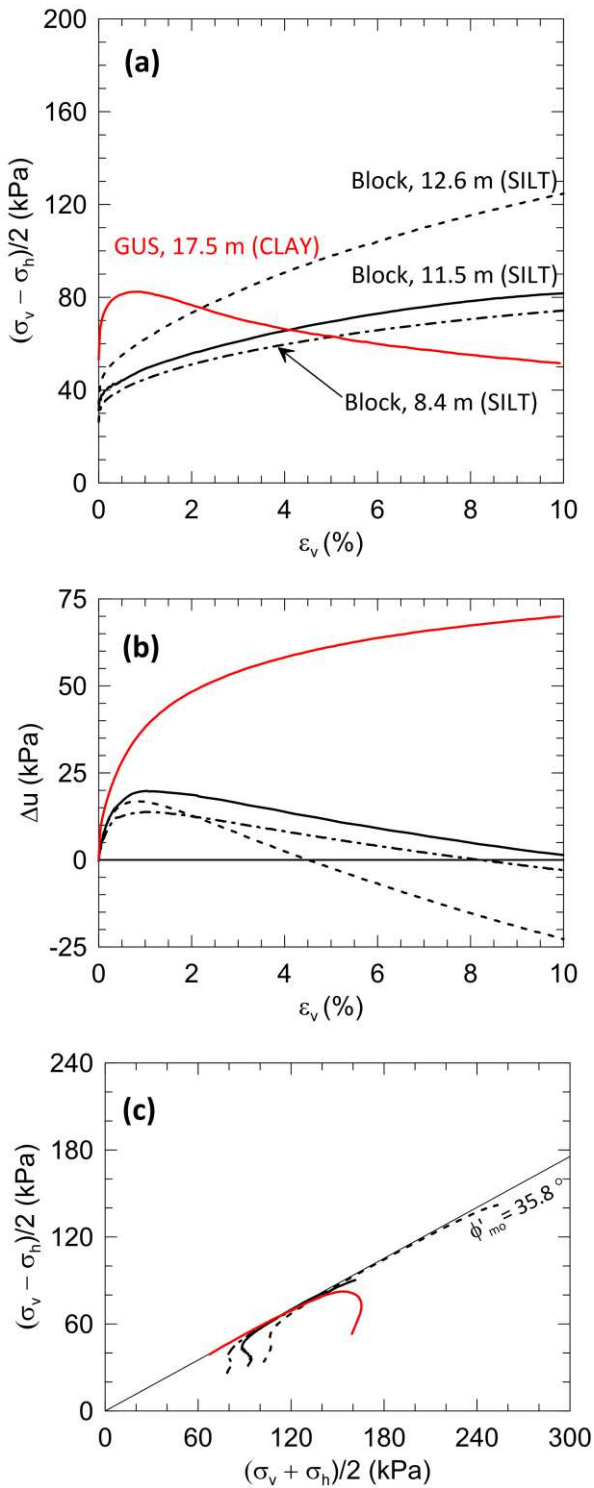 200
(a)
160
Block, 12.6 m (SILT)
120
GUS, 17.5 m (CLAY)
Block, 11.5 m (SILT)
80
40
Block, 8.4 m (SILT)
0
0 2 4 6 8 10
(σᵥ – σₕ)/2 (kPa)
εᵥ (%)
75
(b)
50
25
0
-25
0 2 4 6 8 10
Δu (kPa)
εᵥ (%)
240
(c)
180
120
ϕ'ₘₒ = 35.8 °
60
0
0 60 120 180 240 300
(σᵥ – σₕ)/2 (kPa)
(σᵥ + σₕ)/2 (kPa)